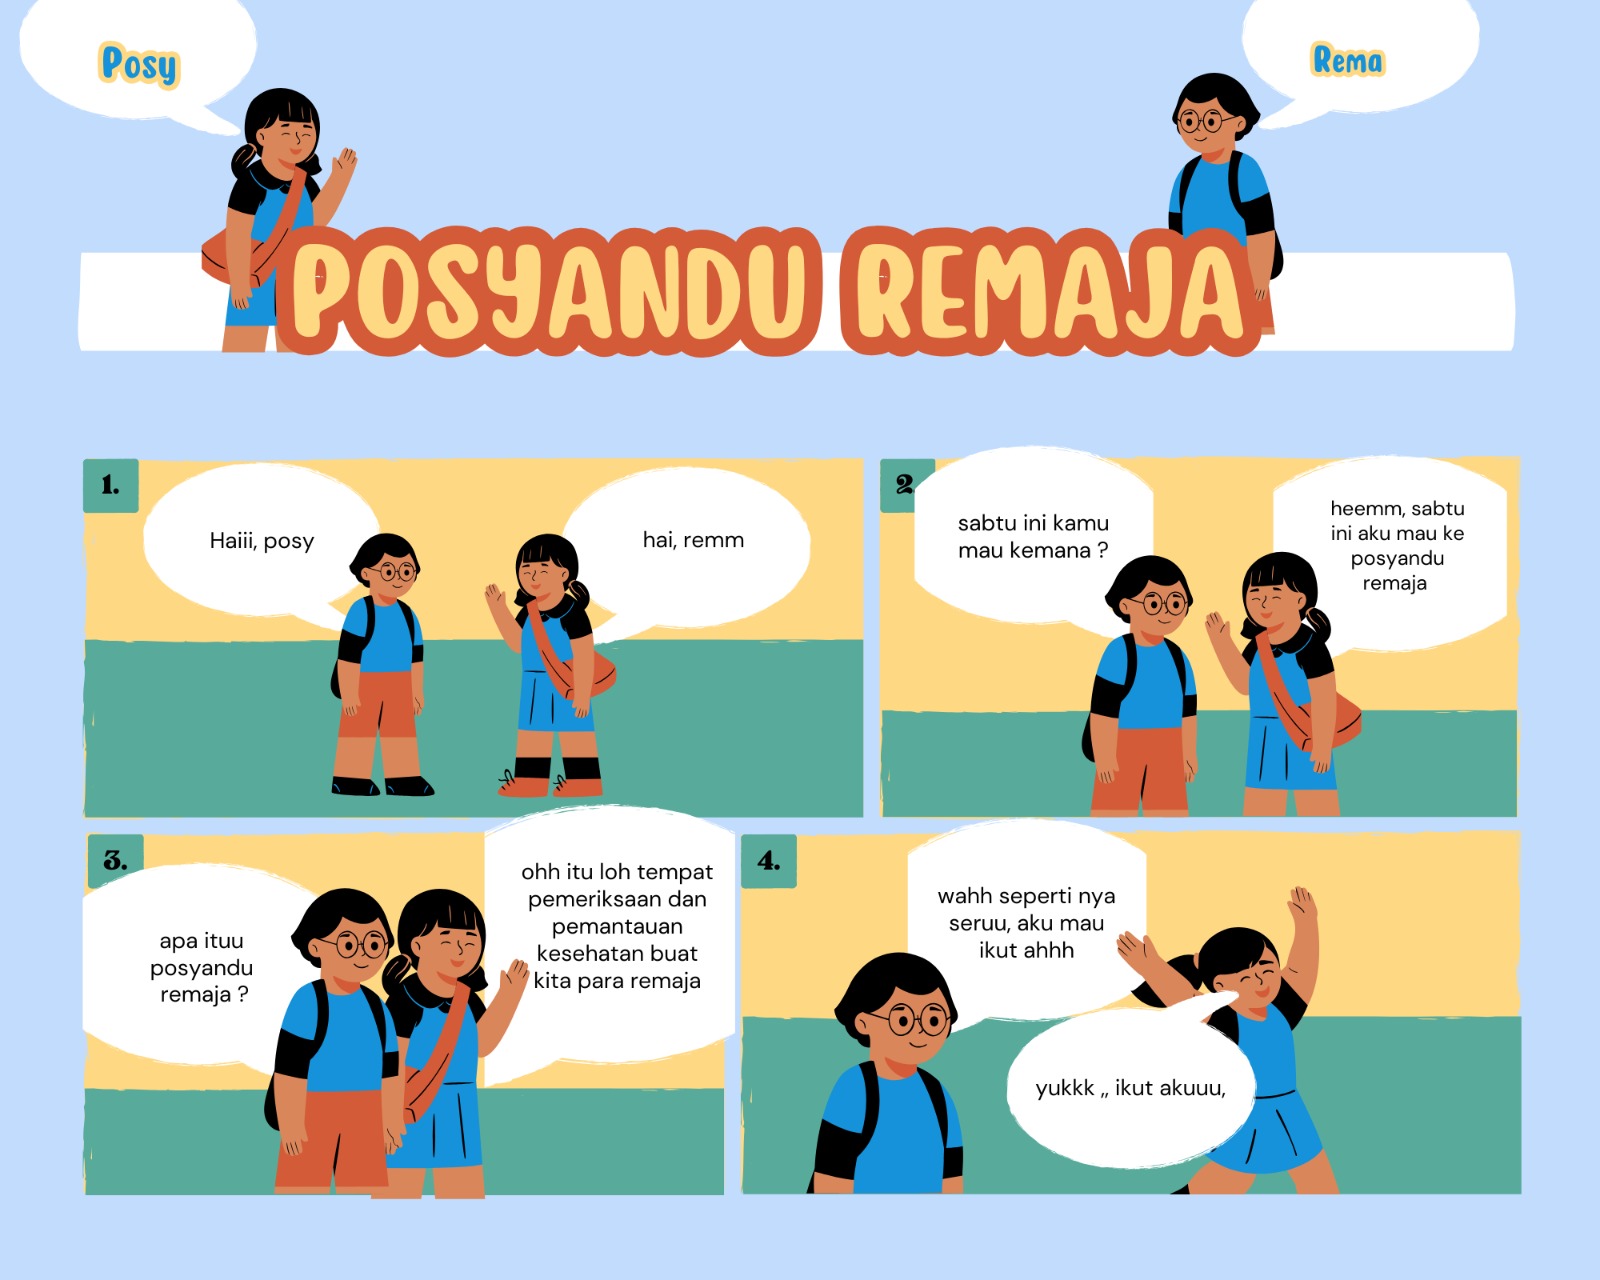 Posy
Rema
POSYANDU REMAJA
1.
Haiii, posy
hai, remm
2.
sabtu ini kamu
mau kemana ?
heemm, sabtu
ini aku mau ke
posyandu
remaja
3.
apa ituu
posyandu
remaja ?
ohh itu loh tempat
pemeriksaan dan
pemantauan
kesehatan buat
kita para remaja
4.
wahh seperti nya
seruu, aku mau
ikut ahhh
yukkk ,, ikut akuuu,